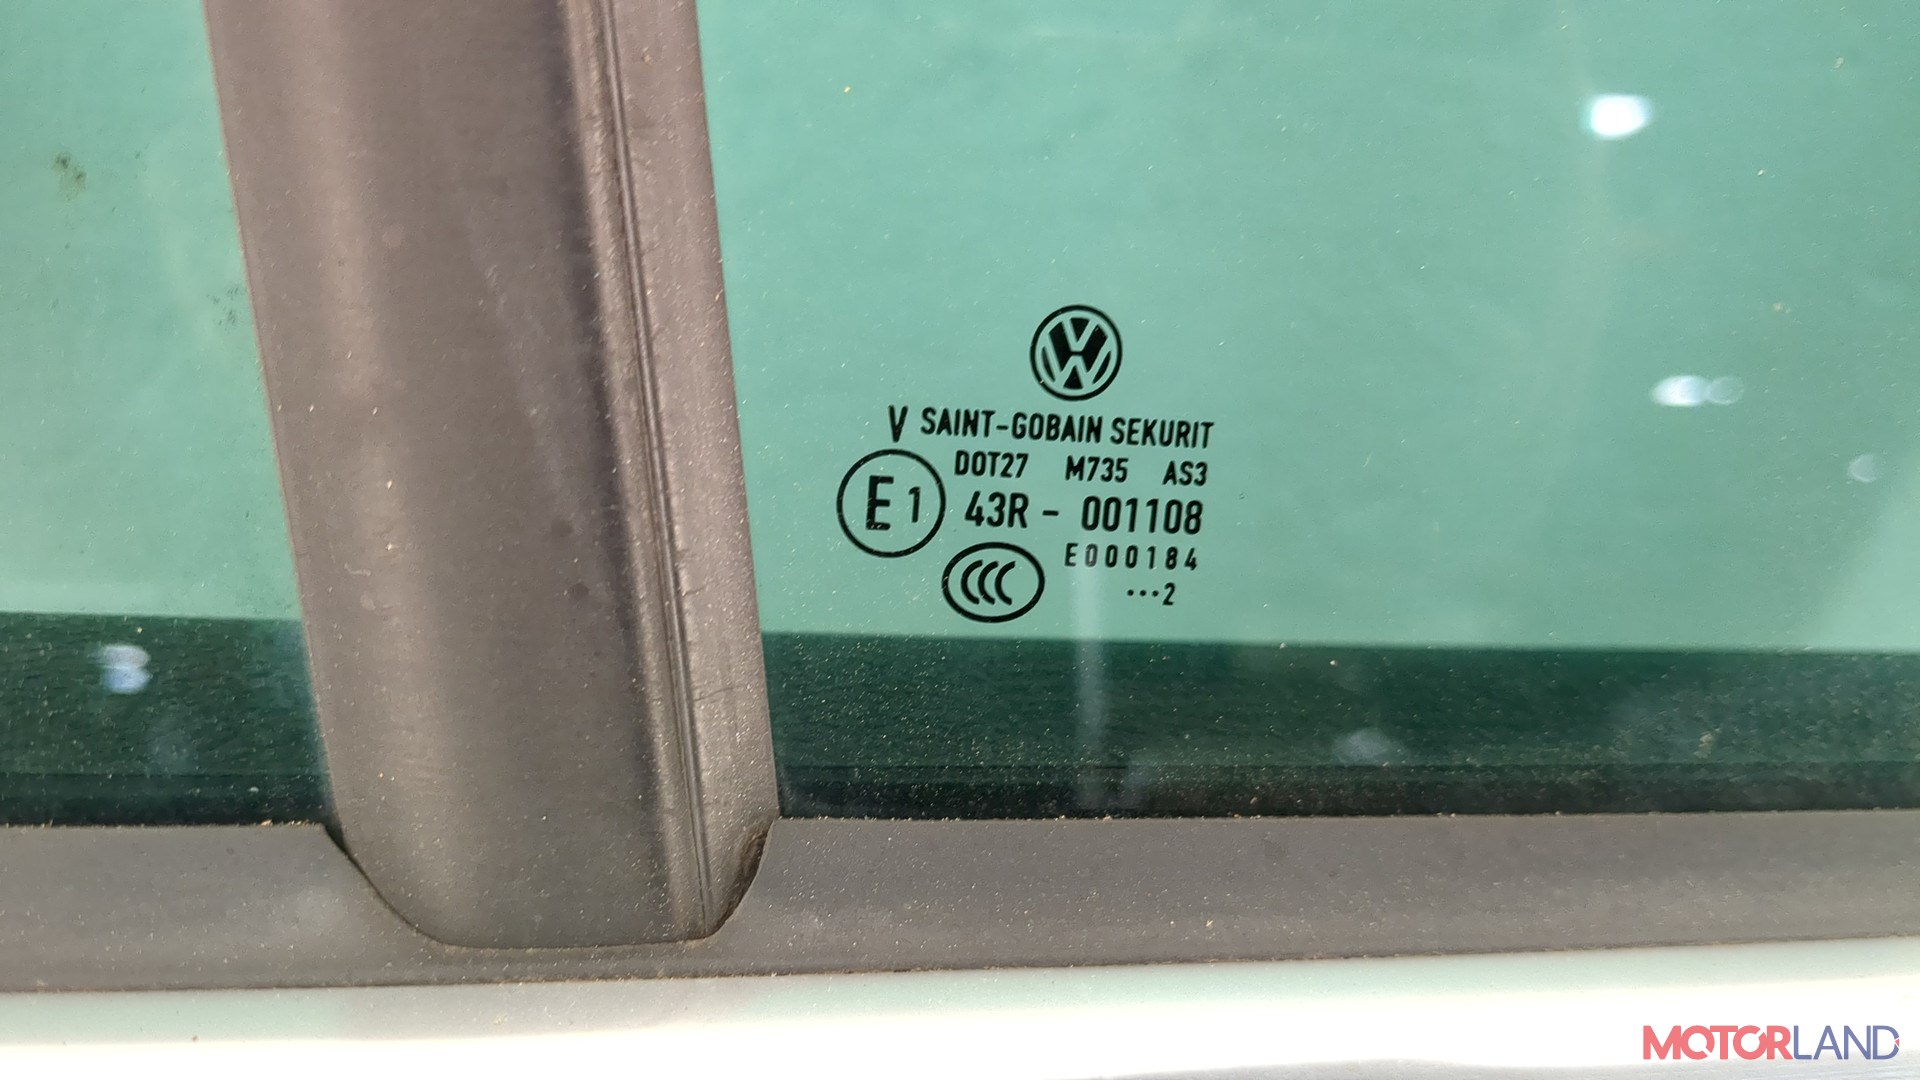 V SAINT-GOBAIN SEKURIT
DOT27 M735 AS3
E1 43R - 001108
E000184
CCC
···2
MOTORLAND